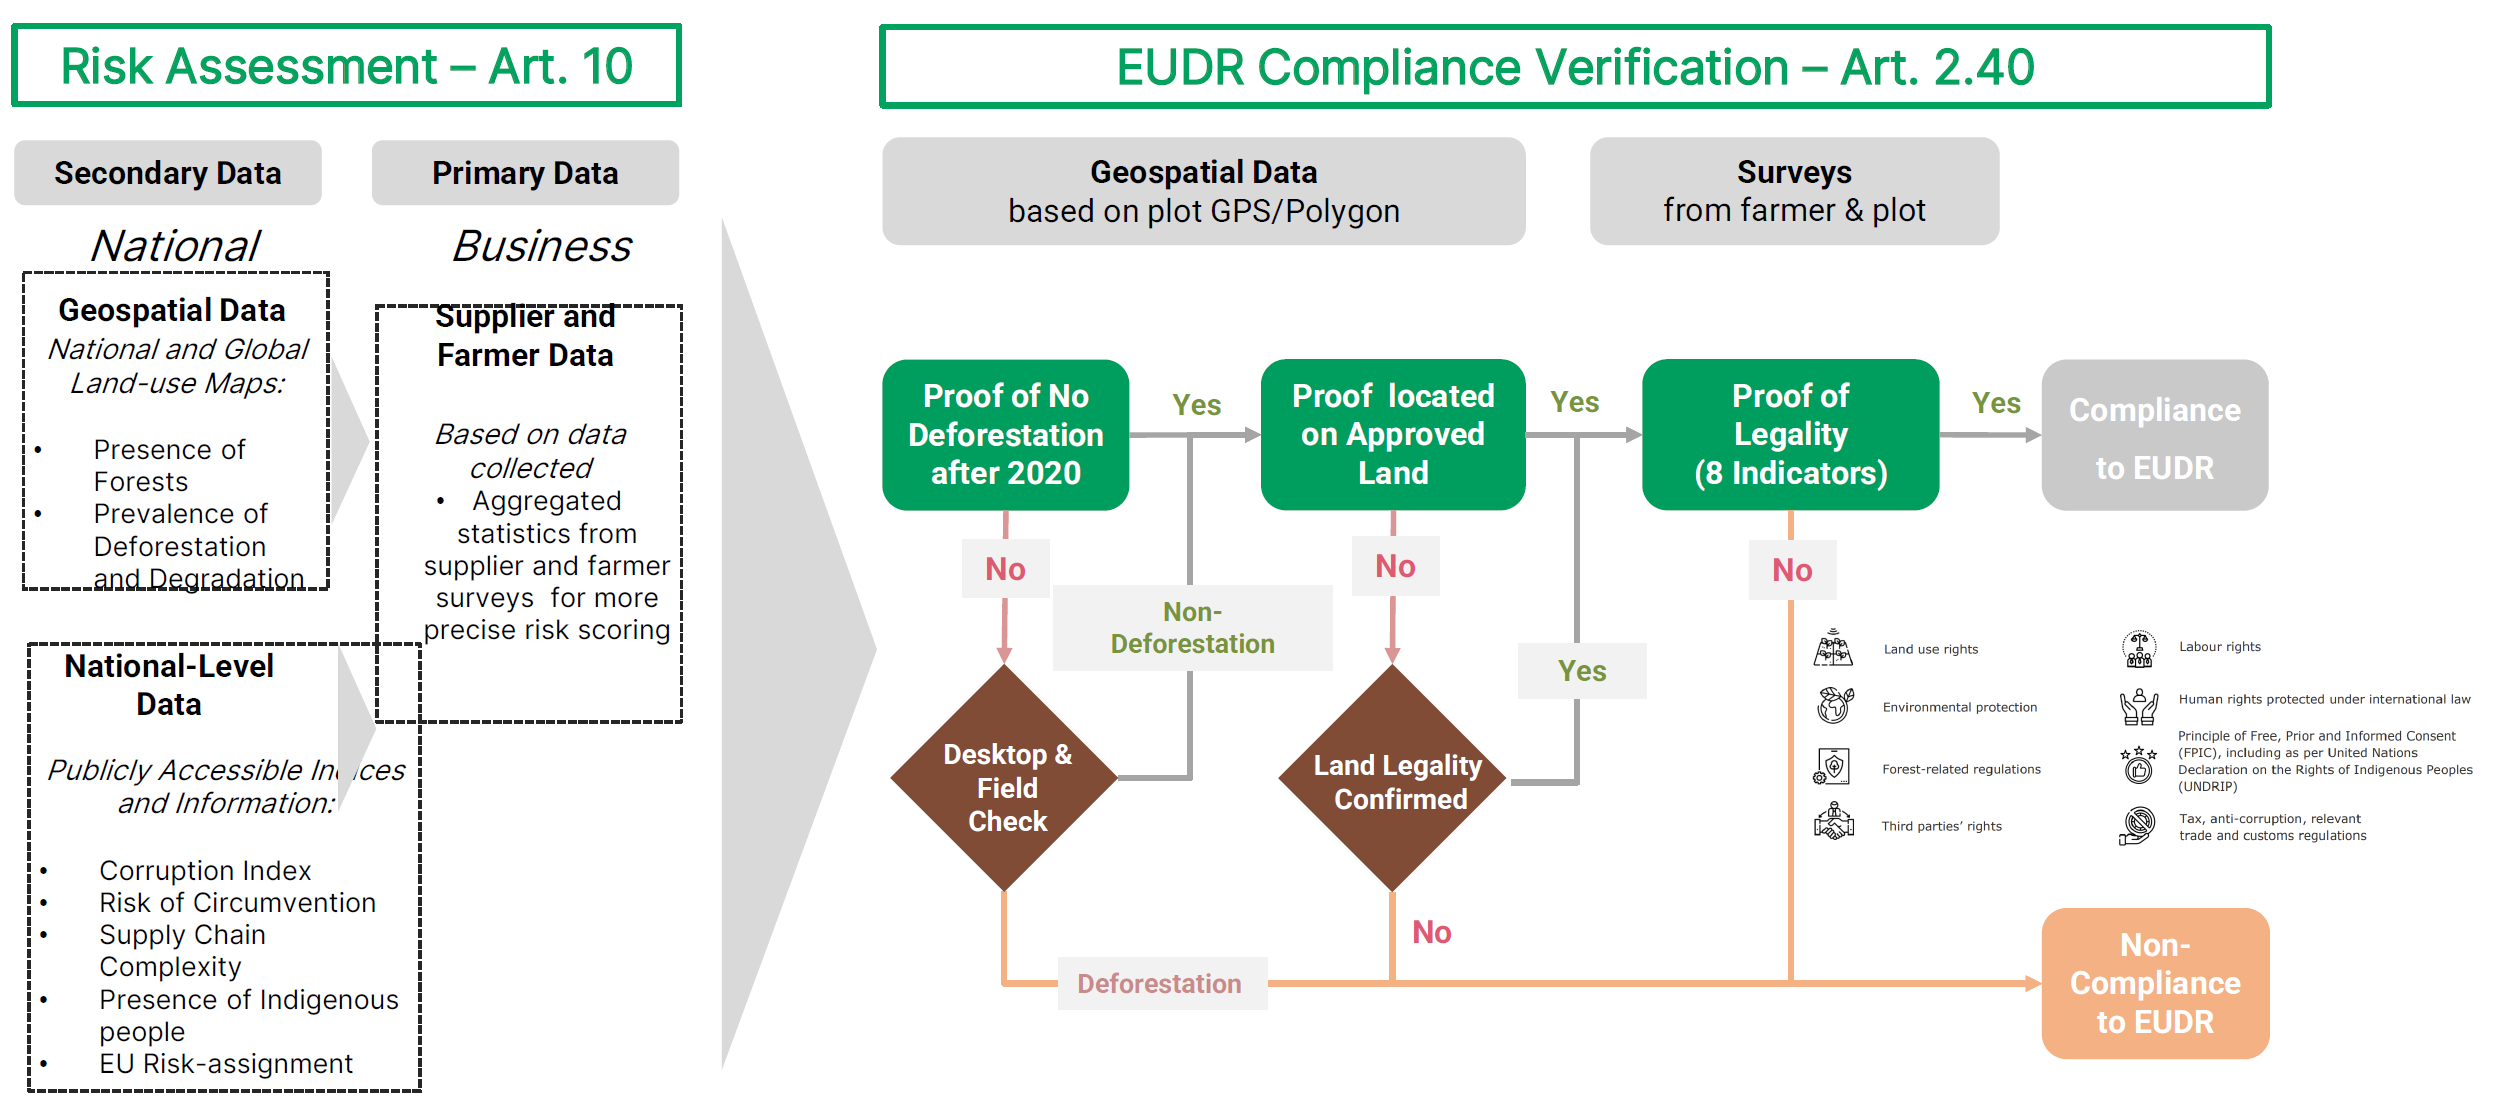 Risk Assessment – Art. 10
EUDR Compliance Verification – Art. 2.40
Secondary Data
Primary Data
Geospatial Data
based on plot GPS/Polygon
Surveys
from farmer & plot
National
Business
Geospatial Data
National and Global
Land-use Maps:
• Presence of
Forests
• Prevalence of
Deforestation
and Degradation
Supplier and
Farmer Data
Based on data
collected
• Aggregated
statistics from
supplier and farmer
surveys for more
precise risk scoring
National-Level
Data
Publicly Accessible Indices
and Information:
• Corruption Index
• Risk of Circumvention
• Supply Chain
Complexity
• Presence of Indigenous
people
• EU Risk-assignment
Proof of No
Deforestation
after 2020
Yes
Proof located
on Approved
Land
Yes
Proof of
Legality
(8 Indicators)
Yes
Compliance
to EUDR
No
No
No
Non-
Deforestation
Yes
Desktop &
Field
Check
Land Legality
Confirmed
Land use rights
Environmental protection
Forest-related regulations
Third parties’ rights
Labour rights
Human rights protected under international law
Principle of Free, Prior and Informed Consent
(FPIC), including as per United Nations
Declaration on the Rights of Indigenous Peoples
(UNDRIP)
Tax, anti-corruption, relevant
trade and customs regulations
No
Deforestation
Non-
Compliance
to EUDR